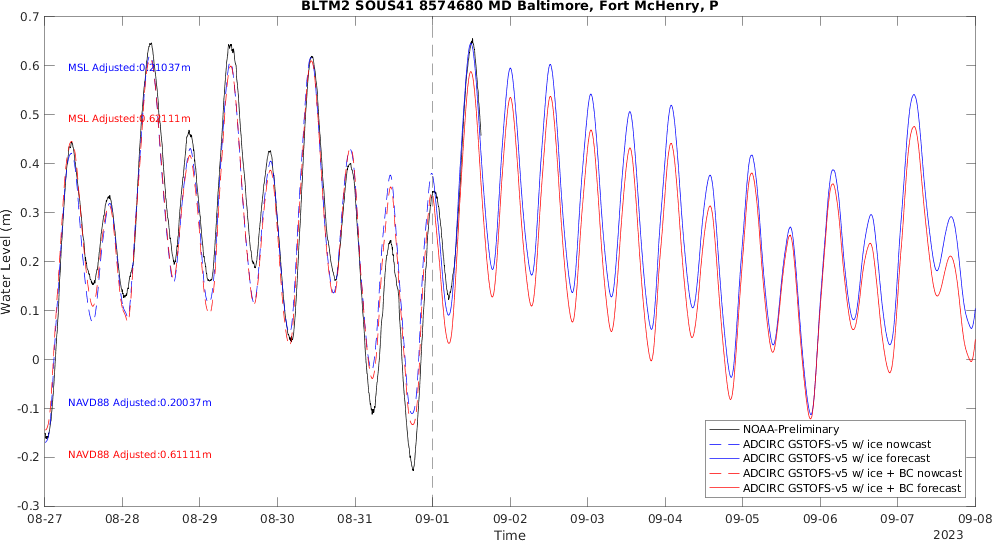 BLTM2 SOUS41 8574680 MD Baltimore, Fort McHenry, P
0.7
0.6
0.5
0.4
0.3
0.2
0.1
0
-0.1
-0.2
-0.3
Water Level (m)
MSL Adjusted:0.21037m
MSL Adjusted:0.62111m
NAVD88 Adjusted:0.20037m
NAVD88 Adjusted:0.61111m
NOAA-Preliminary
ADCIRC GSTOFS-v5 w/ ice nowcast
ADCIRC GSTOFS-v5 w/ ice forecast
ADCIRC GSTOFS-v5 w/ ice + BC nowcast
ADCIRC GSTOFS-v5 w/ ice + BC forecast
08-27 08-28 08-29 08-30 08-31 09-01 09-02 09-03 09-04 09-05 09-06 09-07 09-08
Time
2023